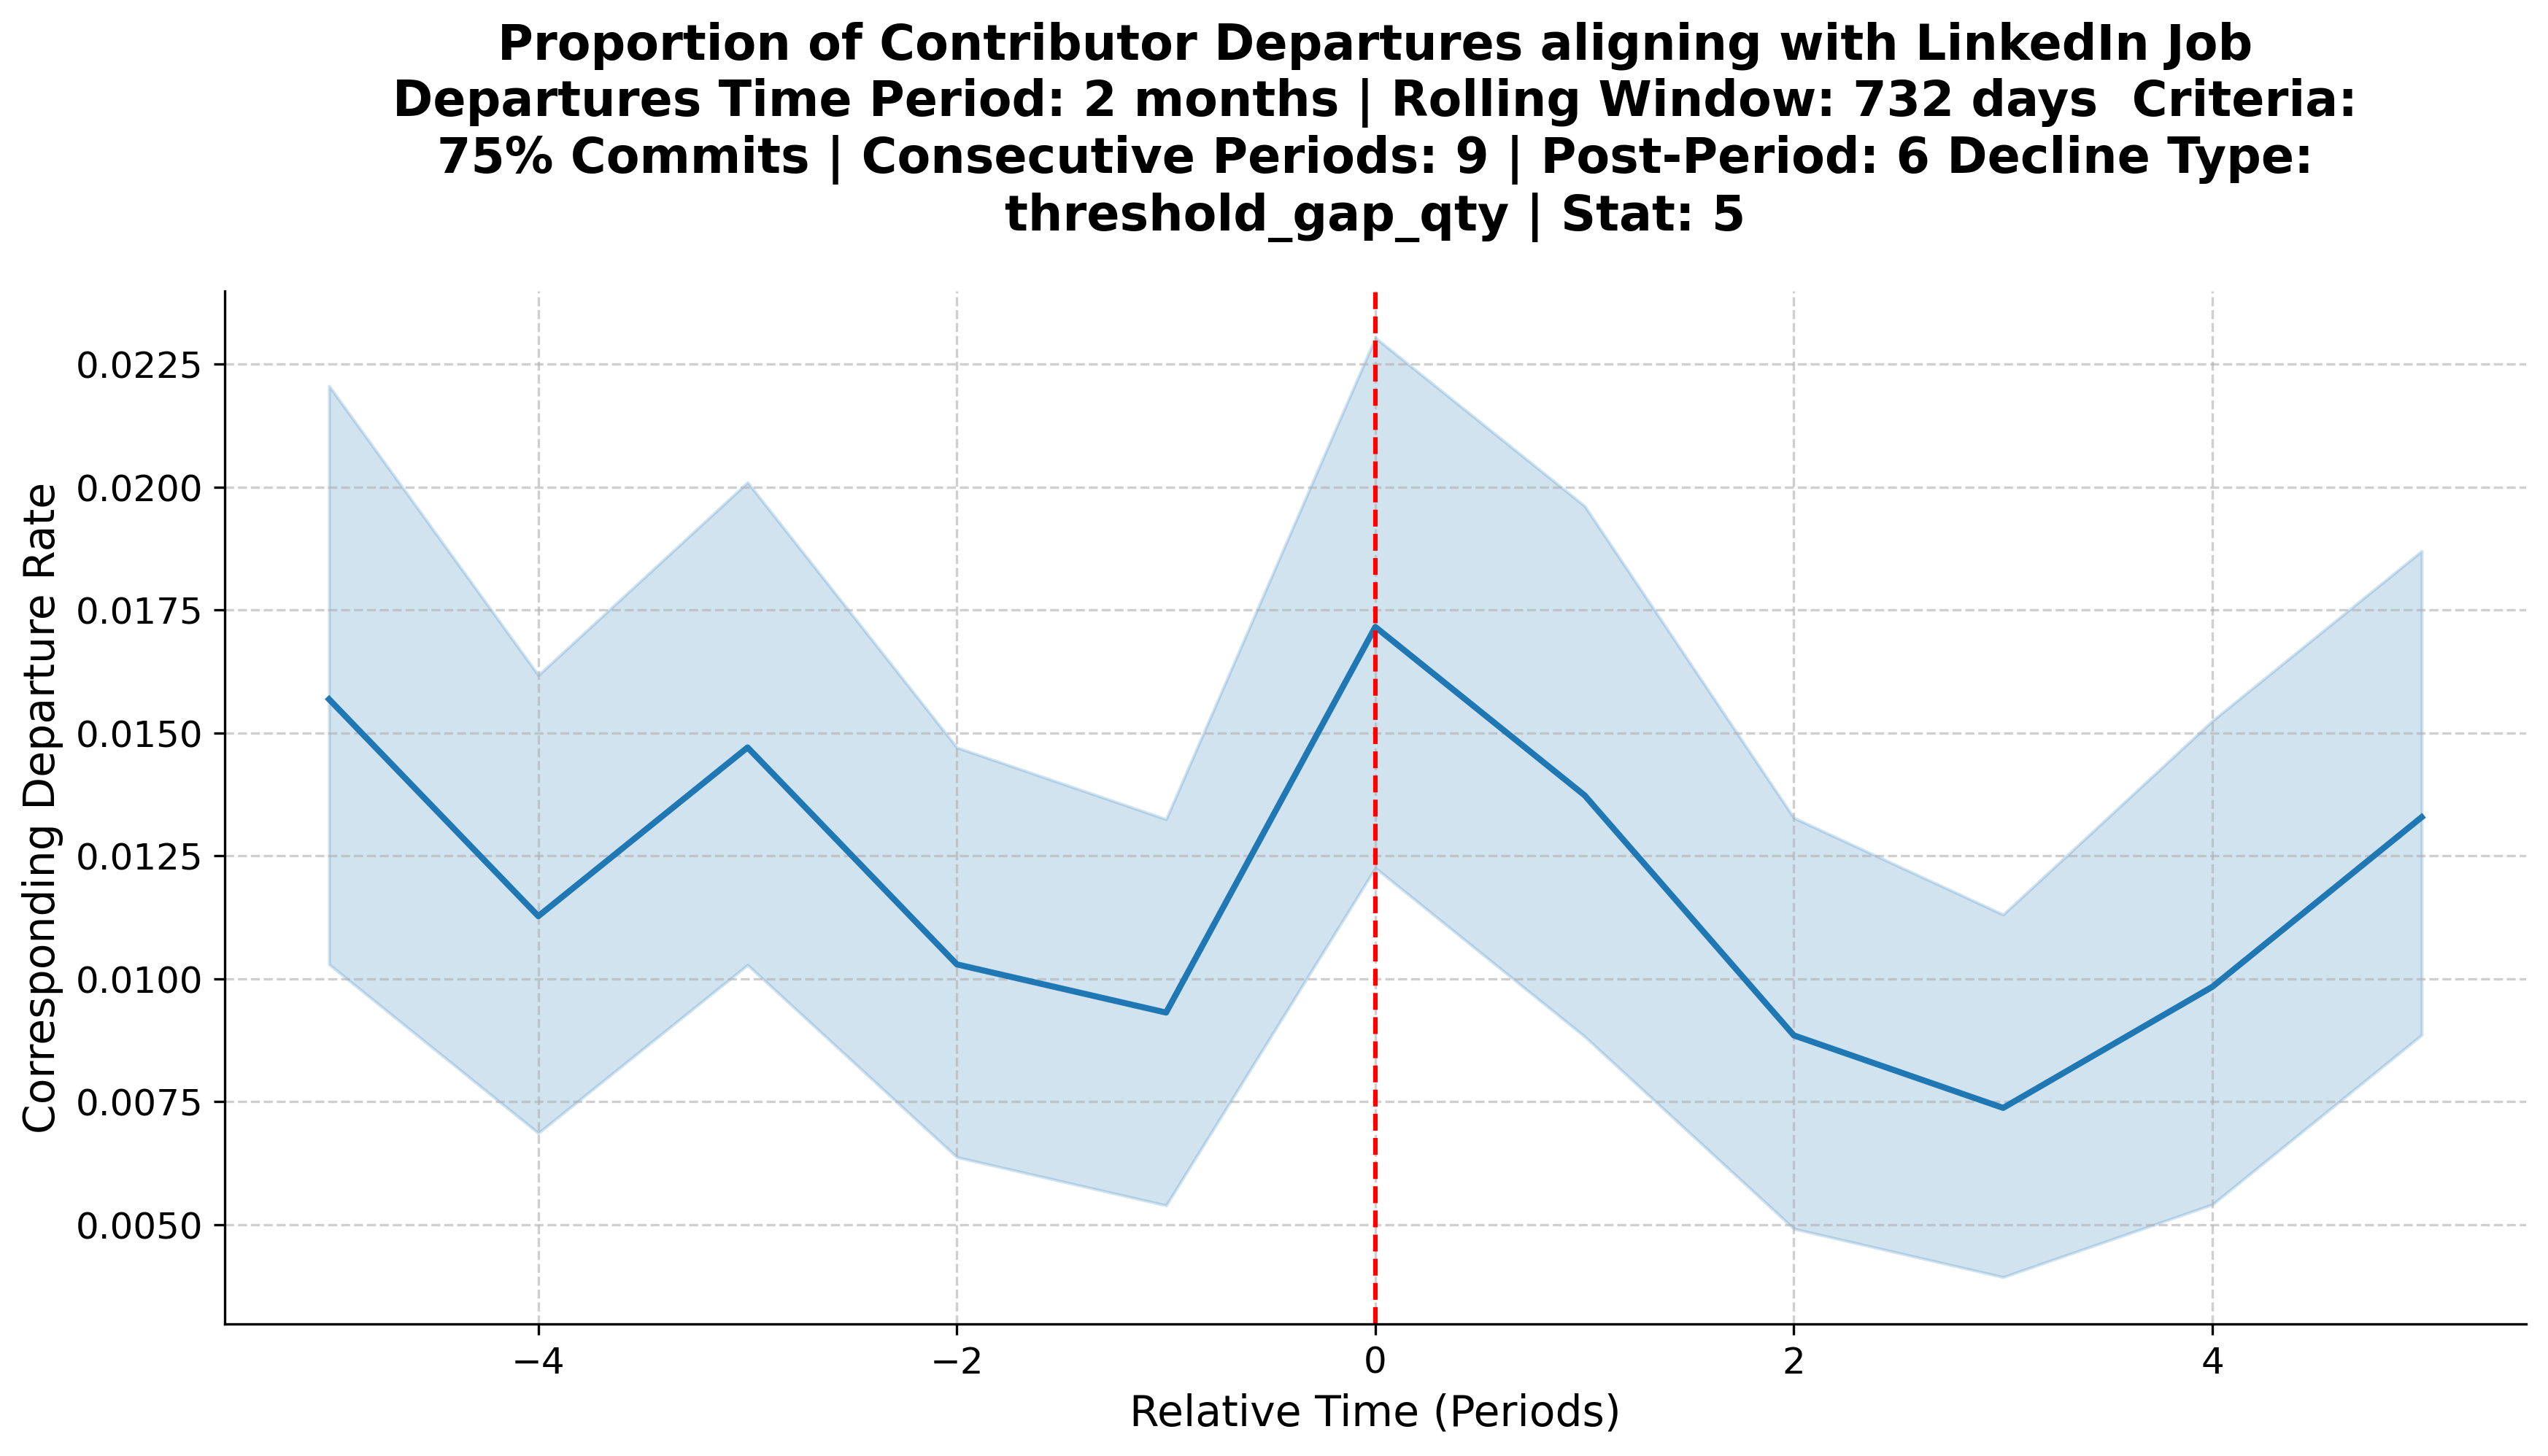 Proportion of Contributor Departures aligning with LinkedIn Job
Departures Time Period: 2 months | Rolling Window: 732 days  Criteria:
75% Commits | Consecutive Periods: 9 | Post-Period: 6 Decline Type:
threshold_gap_qty | Stat: 5
Corresponding Departure Rate
0.0225
0.0200
0.0175
0.0150
0.0125
0.0100
0.0075
0.0050
−4
−2
0
2
4
Relative Time (Periods)